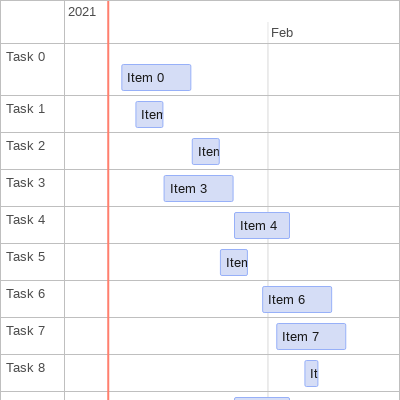 2021
Feb
Task 0
Item 0
Task 1
Iten
Task 2
Iten
Task 3
Item 3
Task 4
Item 4
Task 5
Iten
Task 6
Item 6
Task 7
Item 7
Task 8
It